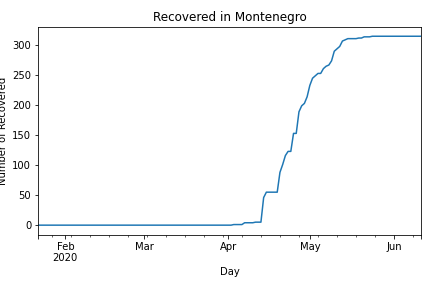 Recovered in Montenegro
Number of Recovered
300
250
200
150
100
50
0
Feb
2020
Mar
Apr
May
Jun
Day